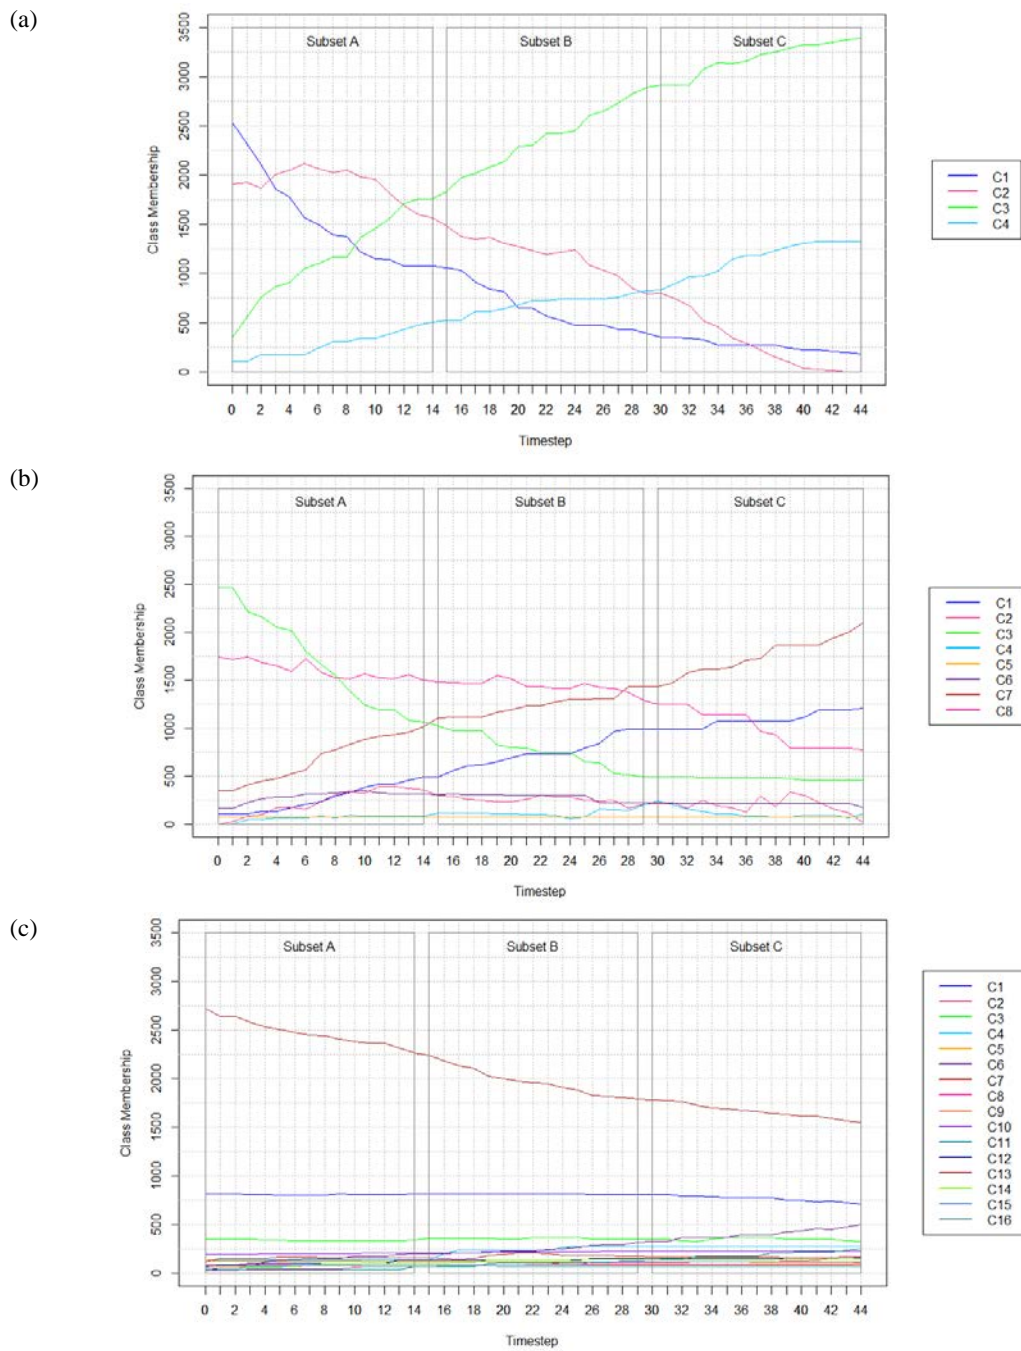 (a)
Subset A Subset B Subset C
3500
3000
2500
2000
1500
1000
500
0
Class Membership
0 2 4 6 8 10 12 14 16 18 20 22 24 26 28 30 32 34 36 38 40 42 44
Timestep
C1
C2
C3
C4
(b)
Subset A Subset B Subset C
3500
3000
2500
2000
1500
1000
500
0
Class Membership
0 2 4 6 8 10 12 14 16 18 20 22 24 26 28 30 32 34 36 38 40 42 44
Timestep
C1
C2
C3
C4
C5
C6
C7
C8
(c)
Subset A Subset B Subset C
3500
3000
2500
2000
1500
1000
500
0
Class Membership
0 2 4 6 8 10 12 14 16 18 20 22 24 26 28 30 32 34 36 38 40 42 44
Timestep
C1
C2
C3
C4
C5
C6
C7
C8
C9
C10
C11
C12
C13
C14
C15
C16